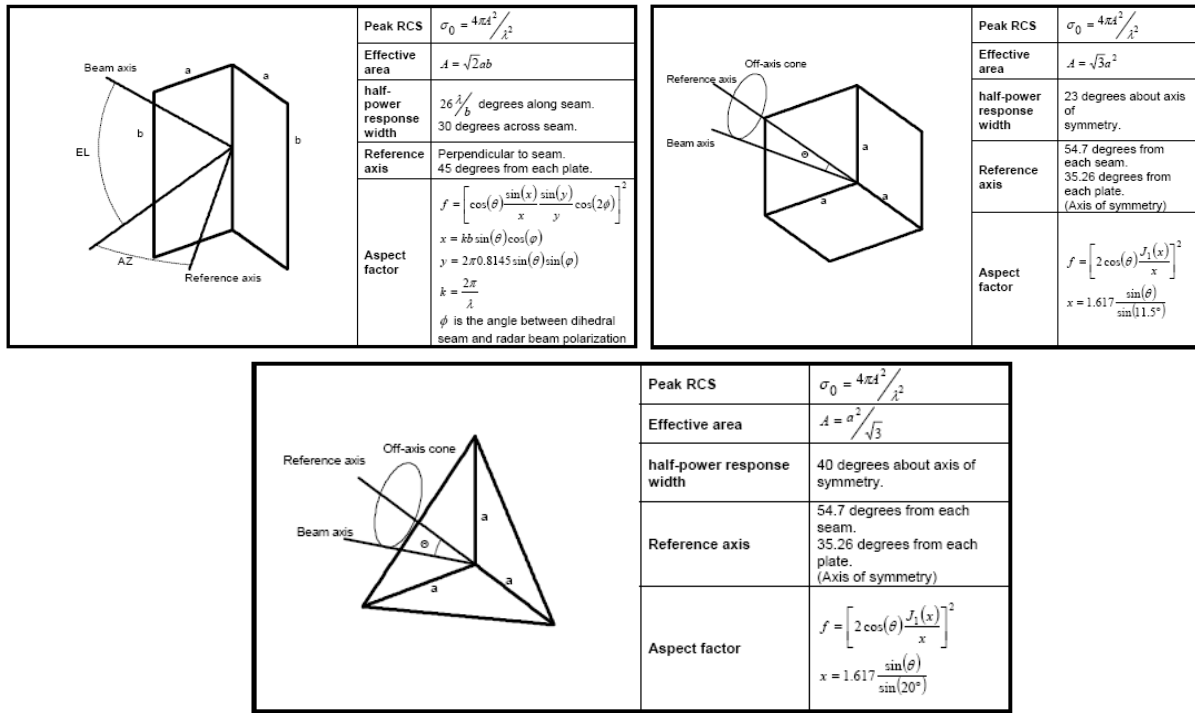 Beam axis
a
a
b
b
EL
AZ
Reference axis
Peak RCS
σ₀ = 4πA²/λ²
Effective
area
A = √2ab
half-
power
response
width
26 λ/b degrees along seam.
30 degrees across seam.
Reference
axis
Perpendicular to seam.
45 degrees from each plate.
Aspect
factor
f = [cos(θ) sin(x)/x sin(y)/y cos(2ϕ)]²
x = kb sin(θ)cos(φ)
y = 2π0.8145sin(θ)sin(φ)
k = 2π/λ
ϕ is the angle between dihedral
seam and radar beam polarization
Off-axis cone
Reference axis
Beam axis
Θ
a
a
a
Peak RCS
σ₀ = 4πA²/λ²
Effective
area
A = √3a²
half-power
response
width
23 degrees about axis
of
symmetry.
Reference
axis
54.7 degrees from
each seam.
35.26 degrees from
each plate.
(Axis of symmetry)
Aspect
factor
f = [2cos(θ) J₁(x)/x]²
x = 1.617 sin(θ)/sin(11.5°)
Off-axis cone
Reference axis
Beam axis
Θ
a
a
a
Peak RCS
σ₀ = 4πA²/λ²
Effective area
A = a²/√3
half-power response
width
40 degrees about axis of
symmetry.
Reference axis
54.7 degrees from each
seam.
35.26 degrees from each
plate.
(Axis of symmetry)
Aspect factor
f = [2cos(θ) J₁(x)/x]²
x = 1.617 sin(θ)/sin(20°)